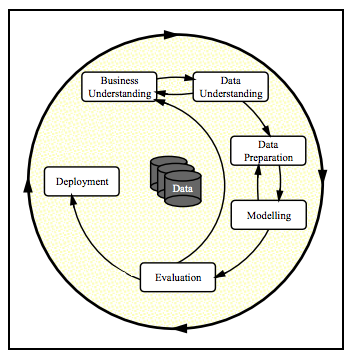 Business
Understanding
Data
Understanding
Data
Preparation
Deployment
Data
Modelling
Evaluation